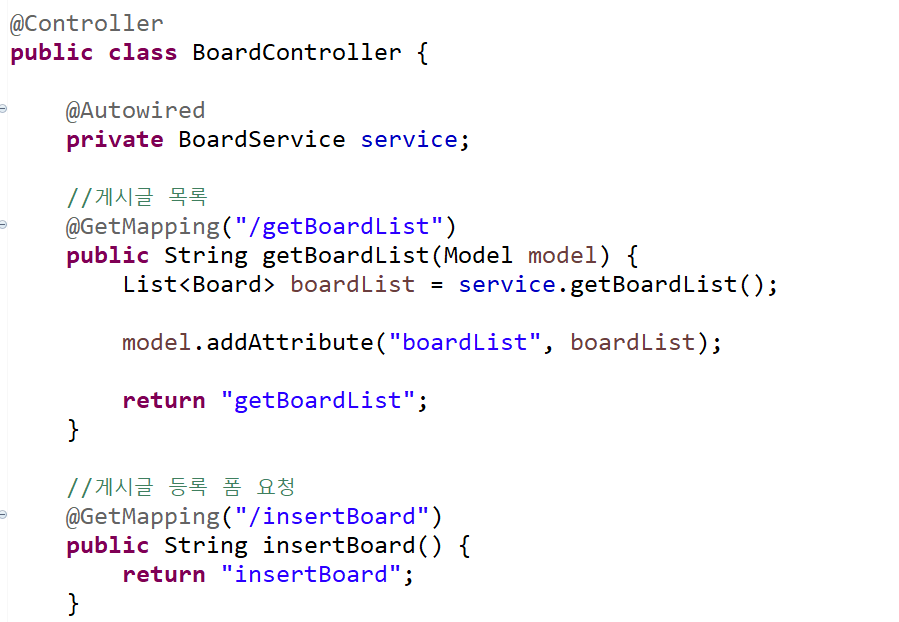 @Controller
public class BoardController {
@Autowired
private BoardService service;
//게시글 목록
@GetMapping("/getBoardList")
public String getBoardList(Model model) {
List<Board> boardList = service.getBoardList();
model.addAttribute("boardList", boardList);
return "getBoardList";
}
//게시글 등록 폼 요청
@GetMapping("/insertBoard")
public String insertBoard() {
return "insertBoard";
}